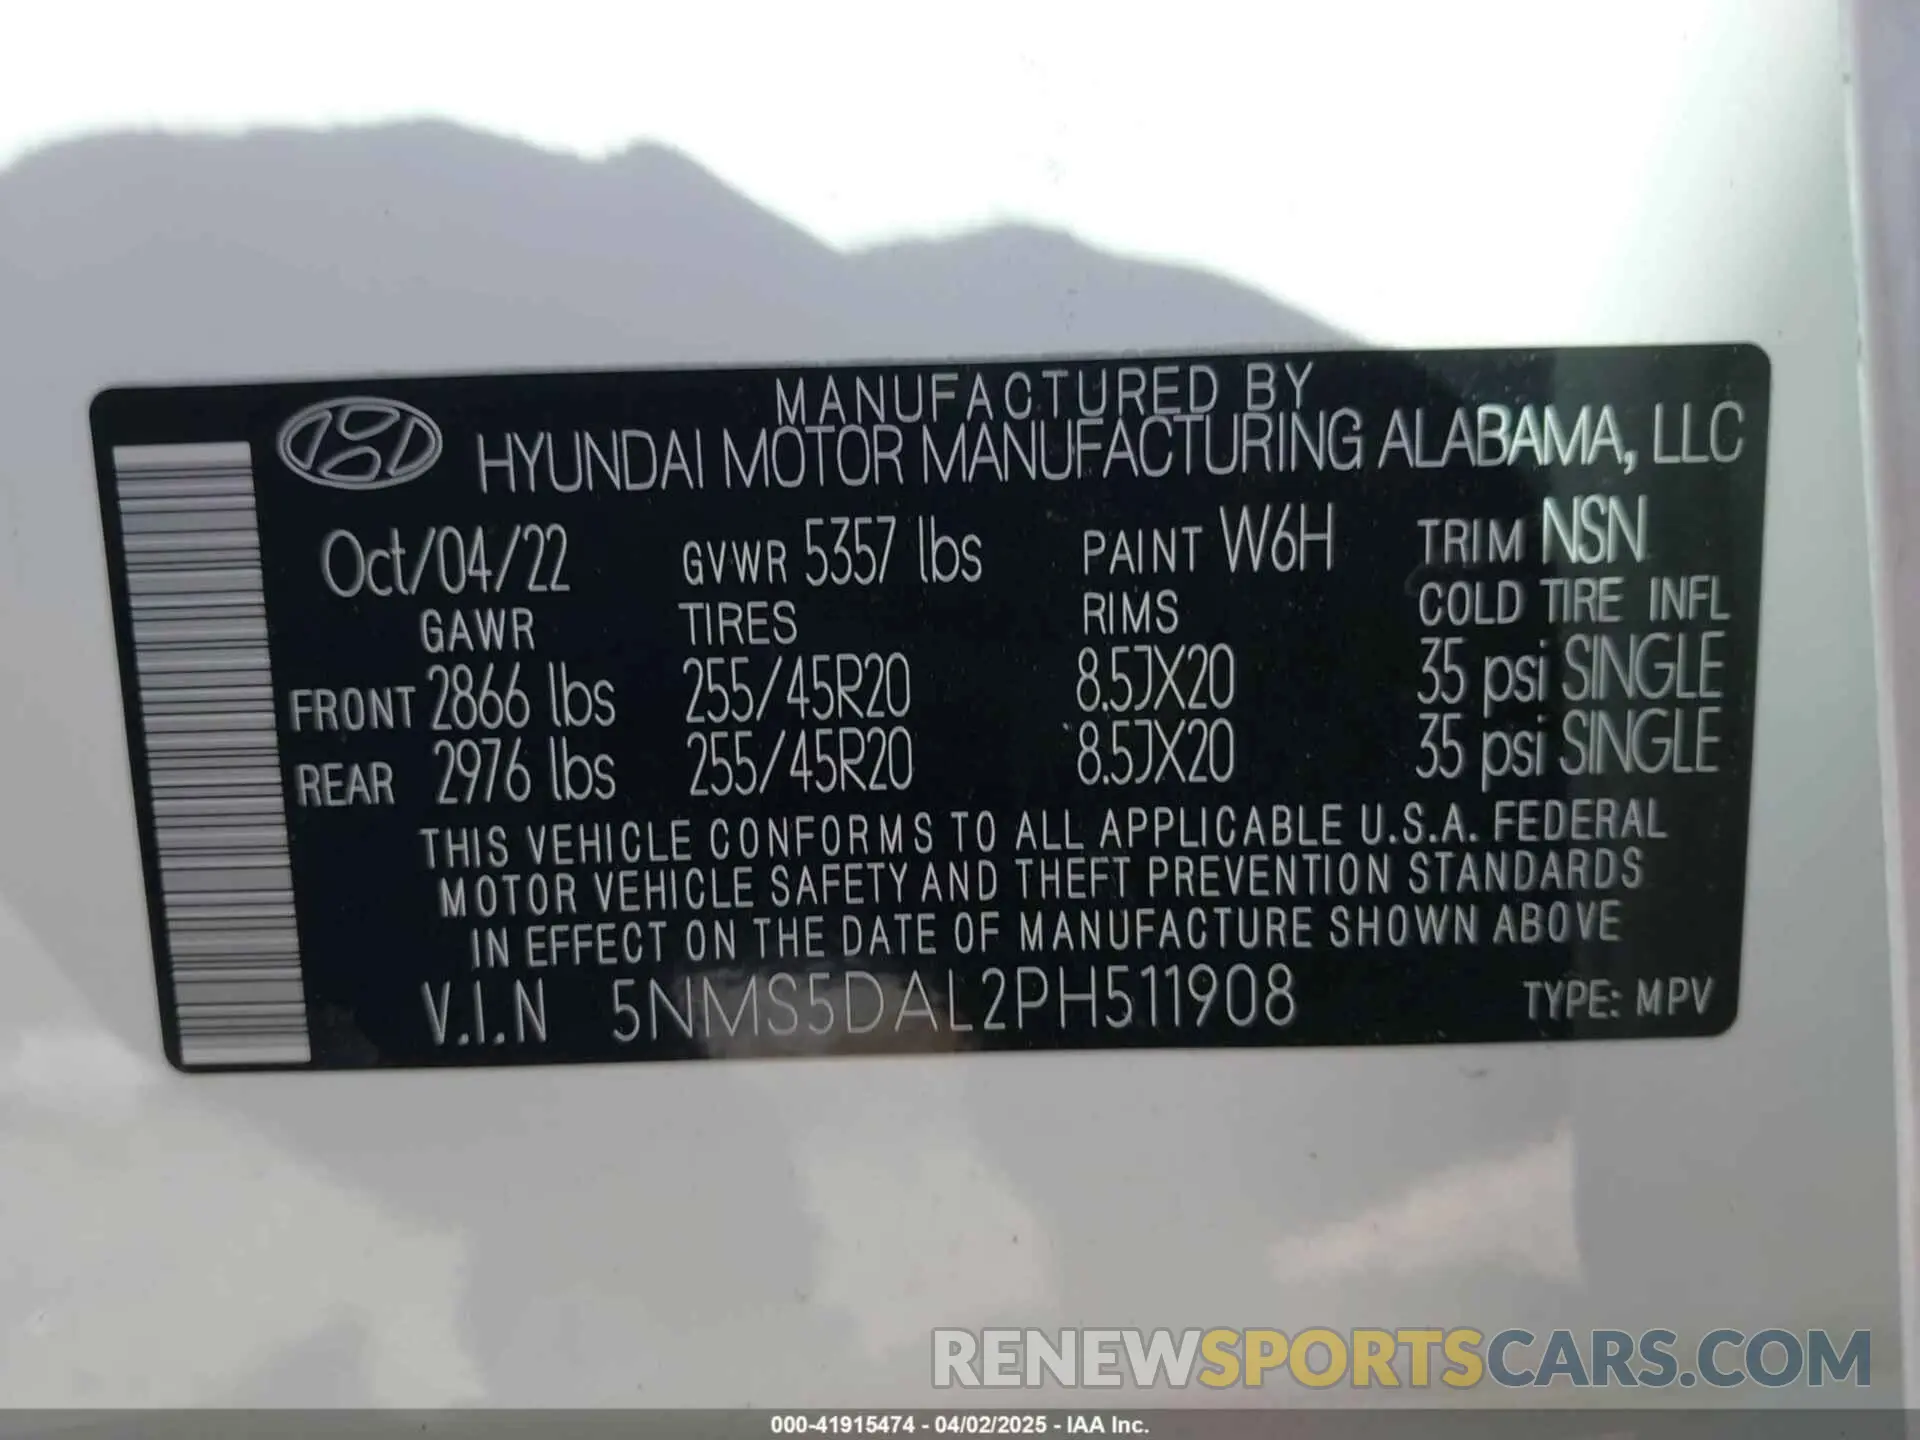 MANUFACTURED BY
HYUNDAI MOTOR MANUFACTURING ALABAMA, LLC
Oct/04/22 GVWR 5357 lbs PAINT W6H TRIM NSN
GAWR TIRES RIMS COLD TIRE INFL
FRONT 2866 lbs 255/45R20 8.5JX20 35 psi SINGLE
REAR 2976 lbs 255/45R20 8.5JX20 35 psi SINGLE
THIS VEHICLE CONFORMS TO ALL APPLICABLE U.S.A. FEDERAL
MOTOR VEHICLE SAFETY AND THEFT PREVENTION STANDARDS
IN EFFECT ON THE DATE OF MANUFACTURE SHOWN ABOVE
V.I.N 5NMS5DAL2PH511908 TYPE: MPV
RENEWSPORTSCARS.COM
000-41915474 - 04/02/2025 - IAA Inc.